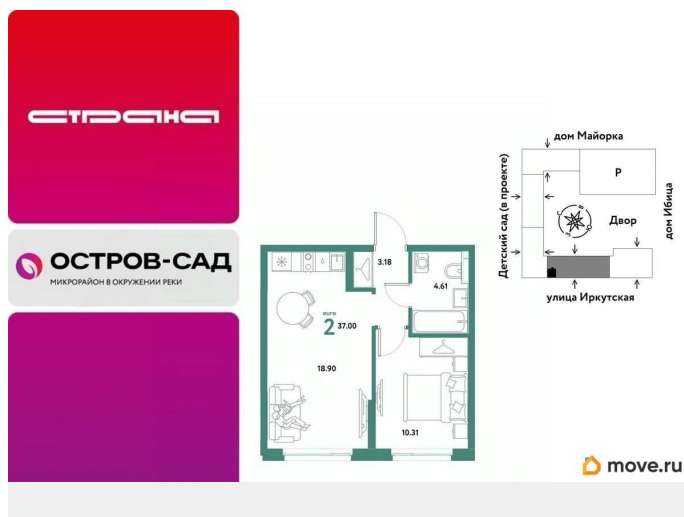 СТРАНА
ОСТРОВ-САД
МИКРОРАЙОН В ОКРУЖЕНИИ РЕКИ
3.18
4.61
euro
2 37.00
18.90
10.31
дом Майорка
Детский сад (в проекте)
Р
Двор
дом Ибица
С
В
Ю
З
улица Иркутская
move.ru